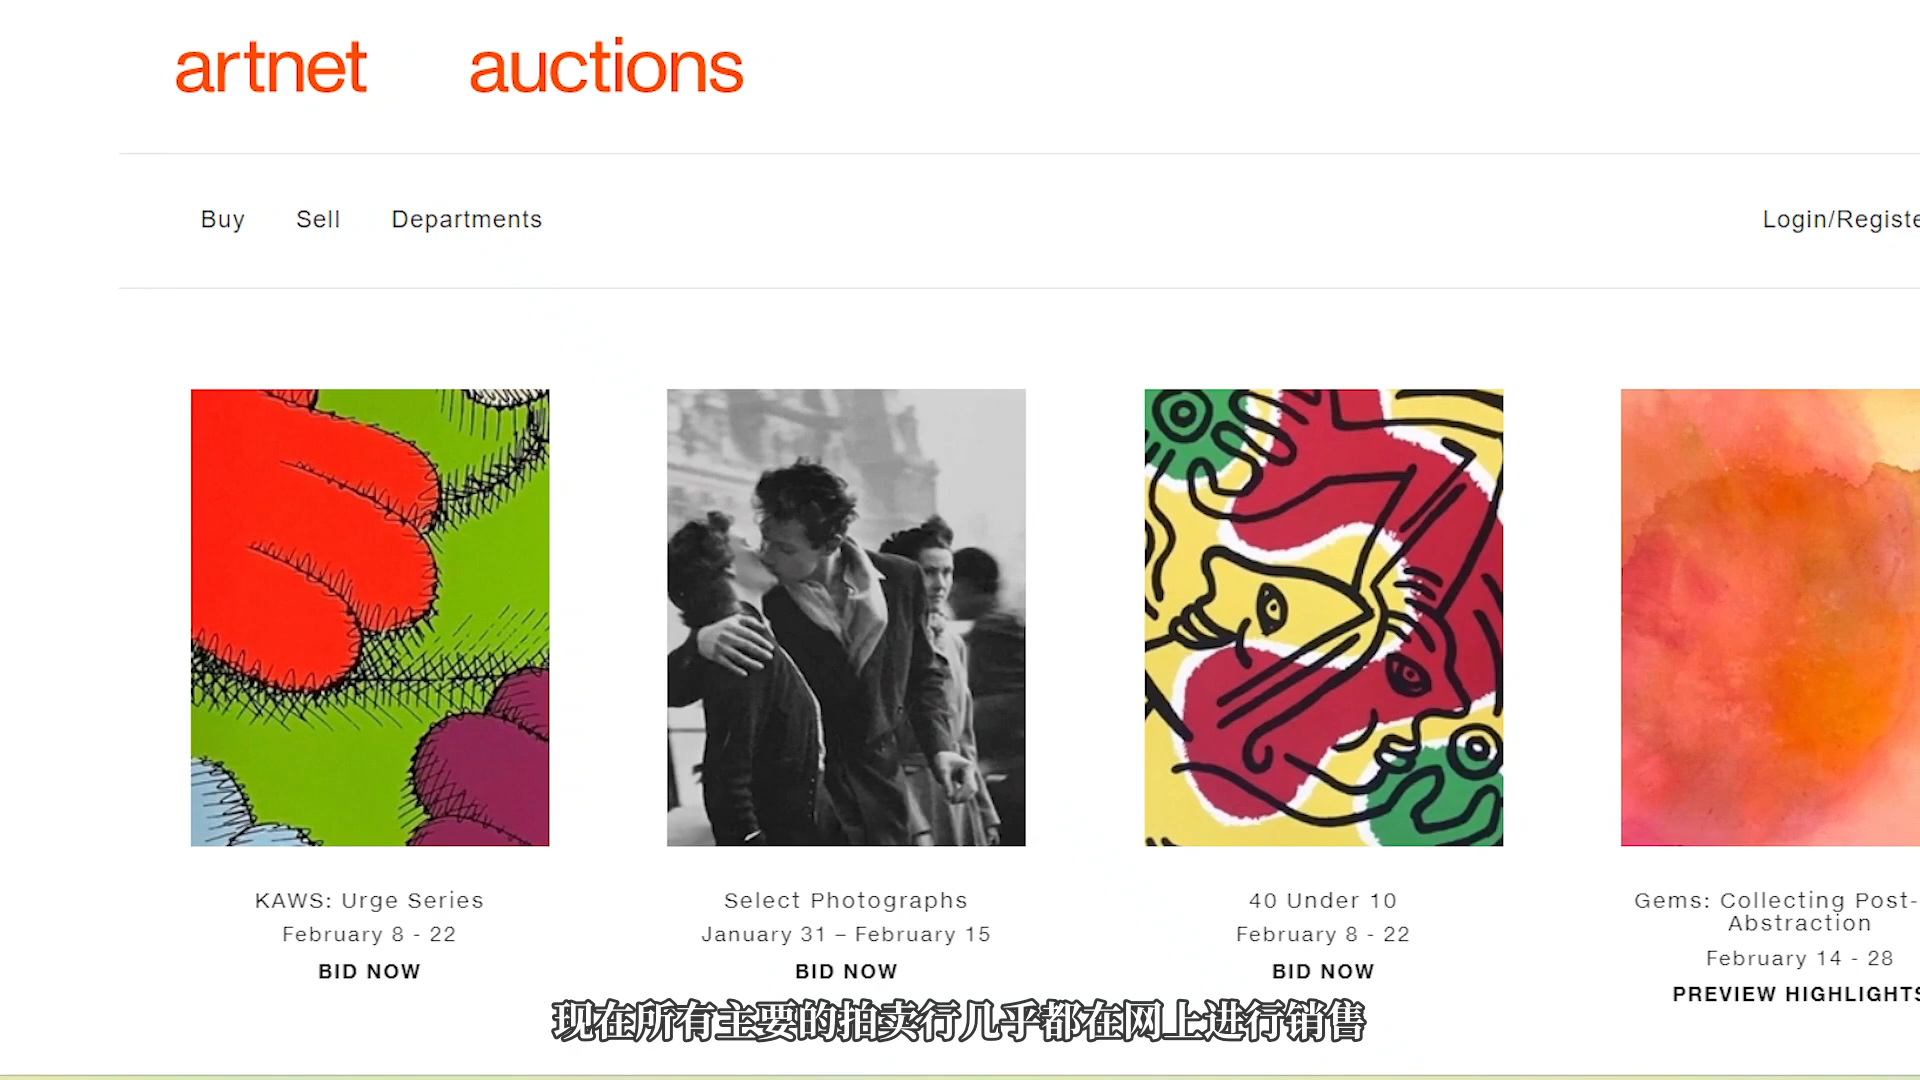 artnet auctions
Buy Sell Departments Login/Registe
KAWS: Urge Series
February 8 - 22
BID NOW
Select Photographs
January 31 – February 15
BID NOW
40 Under 10
February 8 - 22
BID NOW
Gems: Collecting Post-
Abstraction
February 14 - 28
PREVIEW HIGHLIGHTS
现在所有主要的拍卖行几乎都在网上进行销售